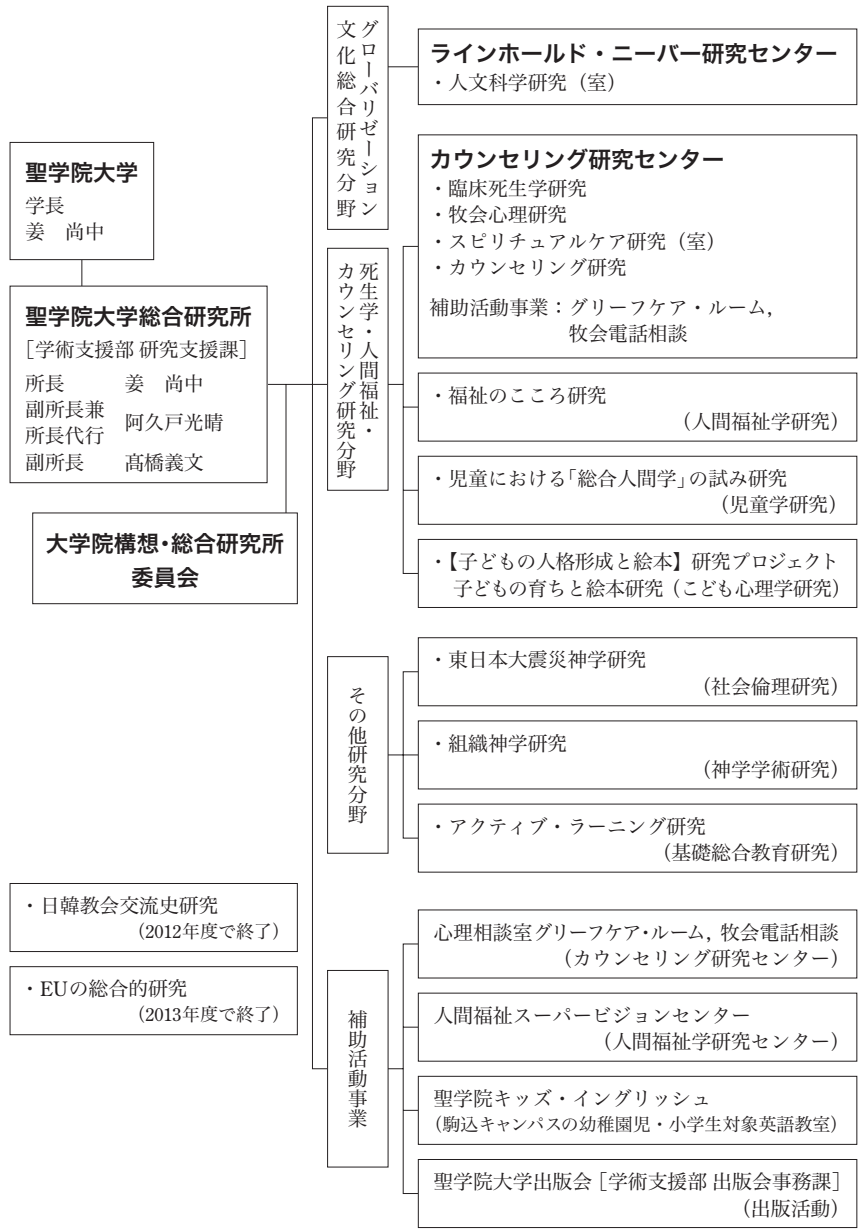 聖学院大学
学長
姜　尚中
聖学院大学総合研究所
［学術支援部 研究支援課］
所長　　姜　尚中
副所長兼
所長代行　阿久戸光晴
副所長　　髙橋義文
大学院構想・総合研究所
委員会
グローバリゼーション
文化総合研究分野
ラインホールド・ニーバー研究センター
・人文科学研究（室）
死生学・人間福祉・
カウンセリング研究分野
カウンセリング研究センター
・臨床死生学研究
・牧会心理研究
・スピリチュアルケア研究（室）
・カウンセリング研究
補助活動事業：グリーフケア・ルーム，
牧会電話相談
・福祉のこころ研究
（人間福祉学研究）
・児童における「総合人間学」の試み研究
（児童学研究）
・【子どもの人格形成と絵本】研究プロジェクト
子どもの育ちと絵本研究（こども心理学研究）
その他研究分野
・東日本大震災神学研究
（社会倫理研究）
・組織神学研究
（神学学術研究）
・アクティブ・ラーニング研究
（基礎総合教育研究）
・日韓教会交流史研究
（2012年度で終了）
・EUの総合的研究
（2013年度で終了）
補助活動事業
心理相談室グリーフケア・ルーム，牧会電話相談
（カウンセリング研究センター）
人間福祉スーパービジョンセンター
（人間福祉学研究センター）
聖学院キッズ・イングリッシュ
（駒込キャンパスの幼稚園児・小学生対象英語教室）
聖学院大学出版会［学術支援部 出版会事務課］
（出版活動）